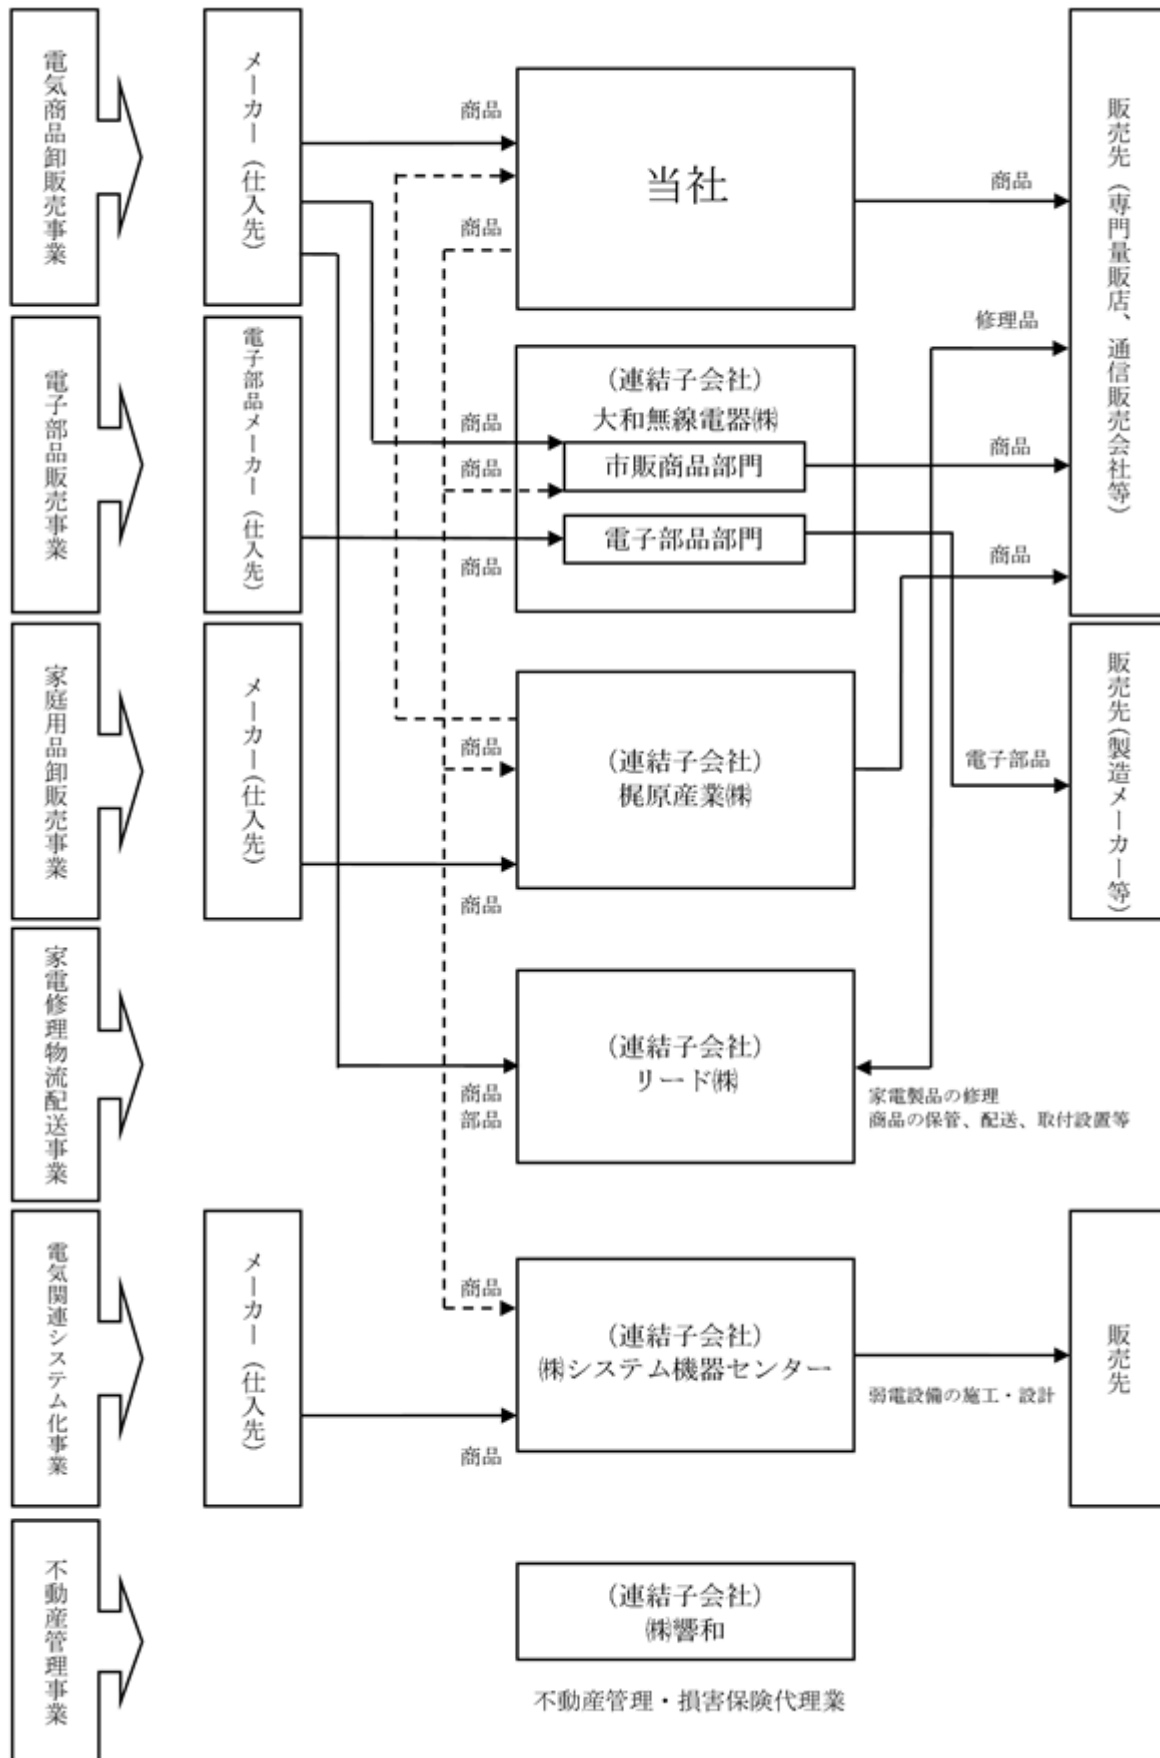 電気商品卸販売事業
メーカー（仕入先）
商品
商品
当社
商品
販売先（専門量販店、通信販売会社等）
修理品
電子部品販売事業
電子部品メーカー（仕入先）
商品
商品
商品
（連結子会社）
大和無線電器㈱
市販商品部門
電子部品部門
商品
商品
家庭用品卸販売事業
メーカー(仕入先)
商品
商品
（連結子会社）
梶原産業㈱
電子部品
販売先(製造メーカー等)
家電修理物流配送事業
商品
部品
（連結子会社）
リード㈱
家電製品の修理
商品の保管、配送、取付設置等
電気関連システム化事業
メーカー（仕入先）
商品
商品
（連結子会社）
㈱システム機器センター
弱電設備の施工・設計
販売先
不動産管理事業
（連結子会社）
㈱響和
不動産管理・損害保険代理業